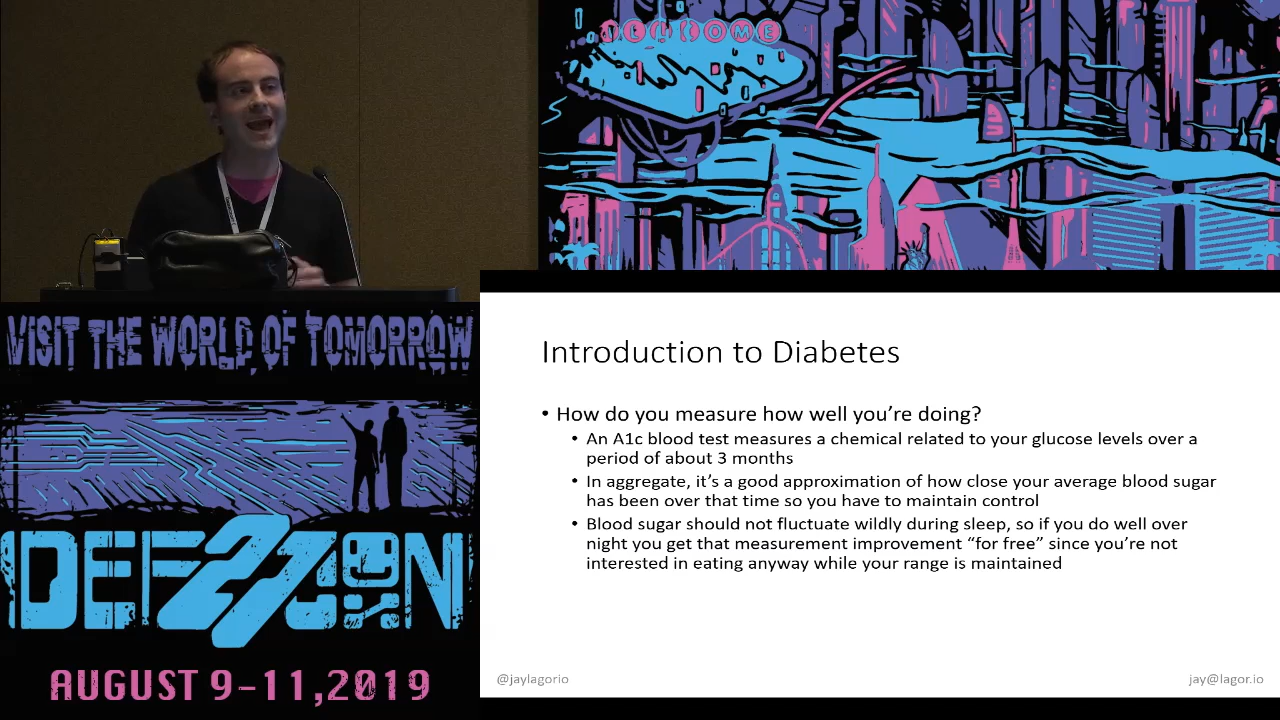 WELCOME
VISIT THE WORLD OF TOMORROW
DEF 27 CON
AUGUST 9-11,2019
Introduction to Diabetes
• How do you measure how well you’re doing?
• An A1c blood test measures a chemical related to your glucose levels over a
period of about 3 months
• In aggregate, it’s a good approximation of how close your average blood sugar
has been over that time so you have to maintain control
• Blood sugar should not fluctuate wildly during sleep, so if you do well over
night you get that measurement improvement “for free” since you’re not
interested in eating anyway while your range is maintained
@jaylagorio
jay@lagor.io